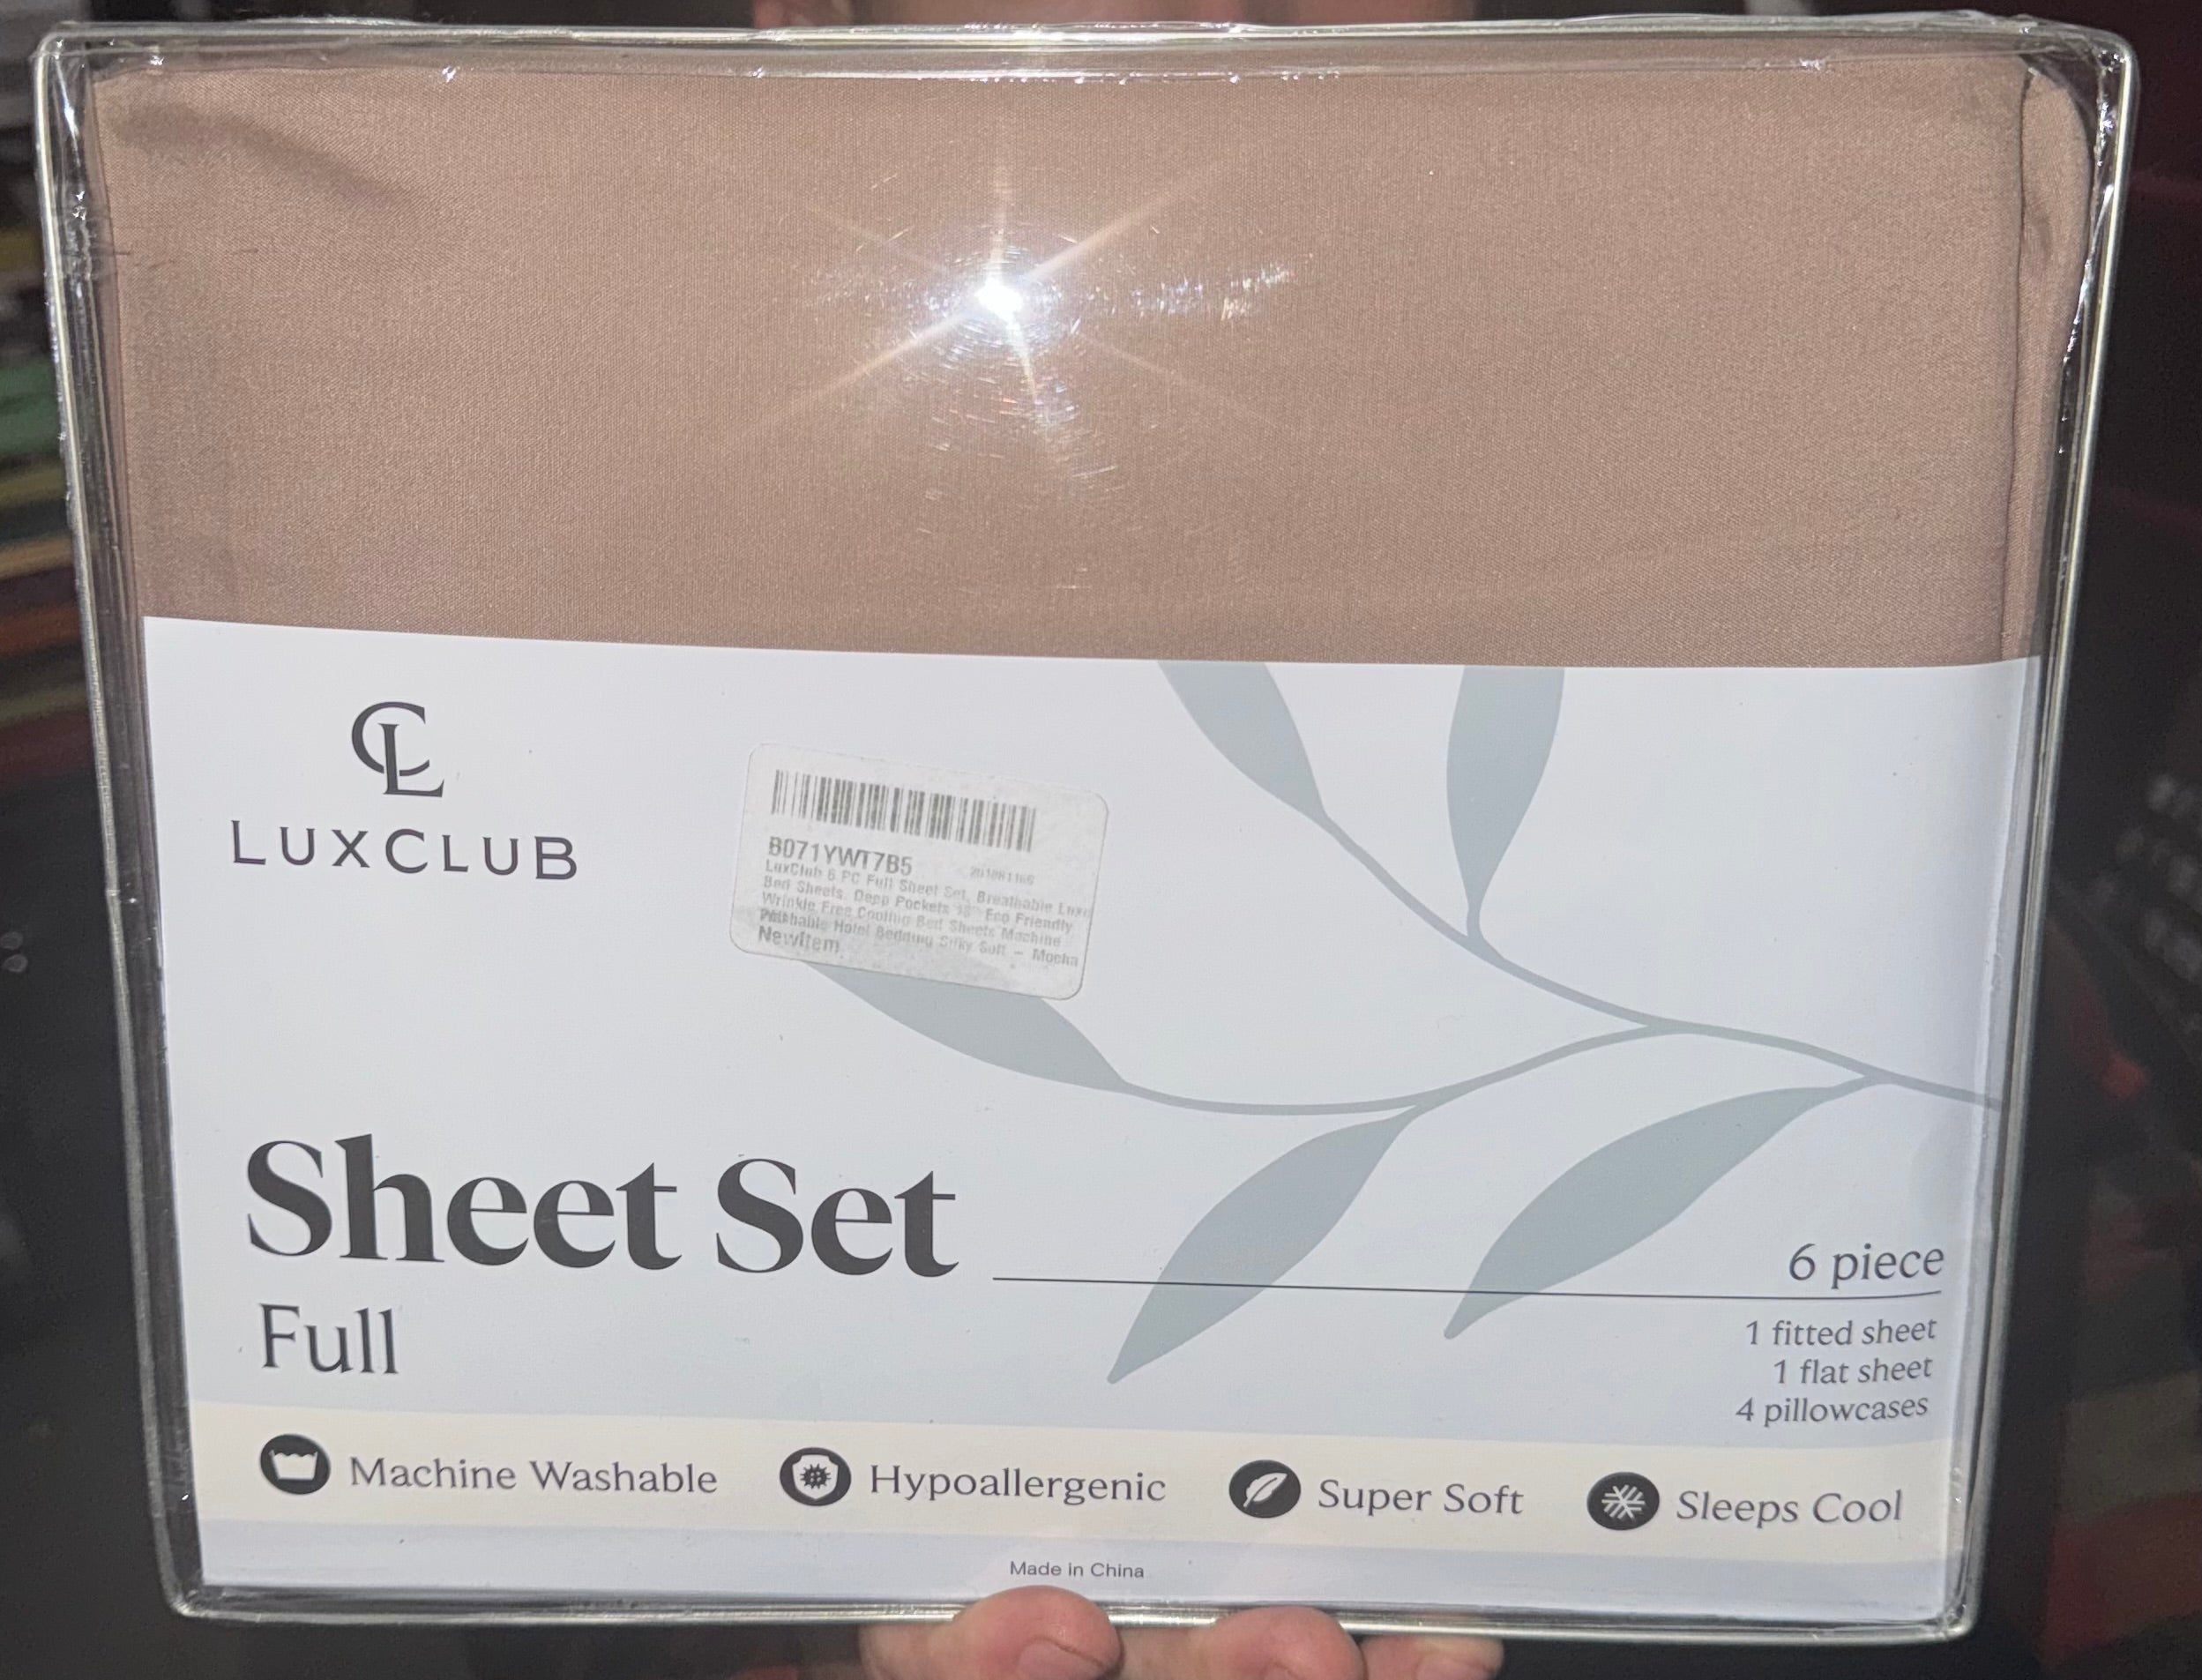 CL
LUXCLUB
B071YWT7B5
LuxClub 6 PC Full Sheet Set, Breathable Luxe
Bed Sheets, Deep Pockets 18" Eco Friendly
Wrinkle Free Cooling Bed Sheets Machine
Washable Hotel Bedding Silky Soft - Mocha
NewItem
Sheet Set
Full
6 piece
1 fitted sheet
1 flat sheet
4 pillowcases
Machine Washable
Hypoallergenic
Super Soft
Sleeps Cool
Made in China